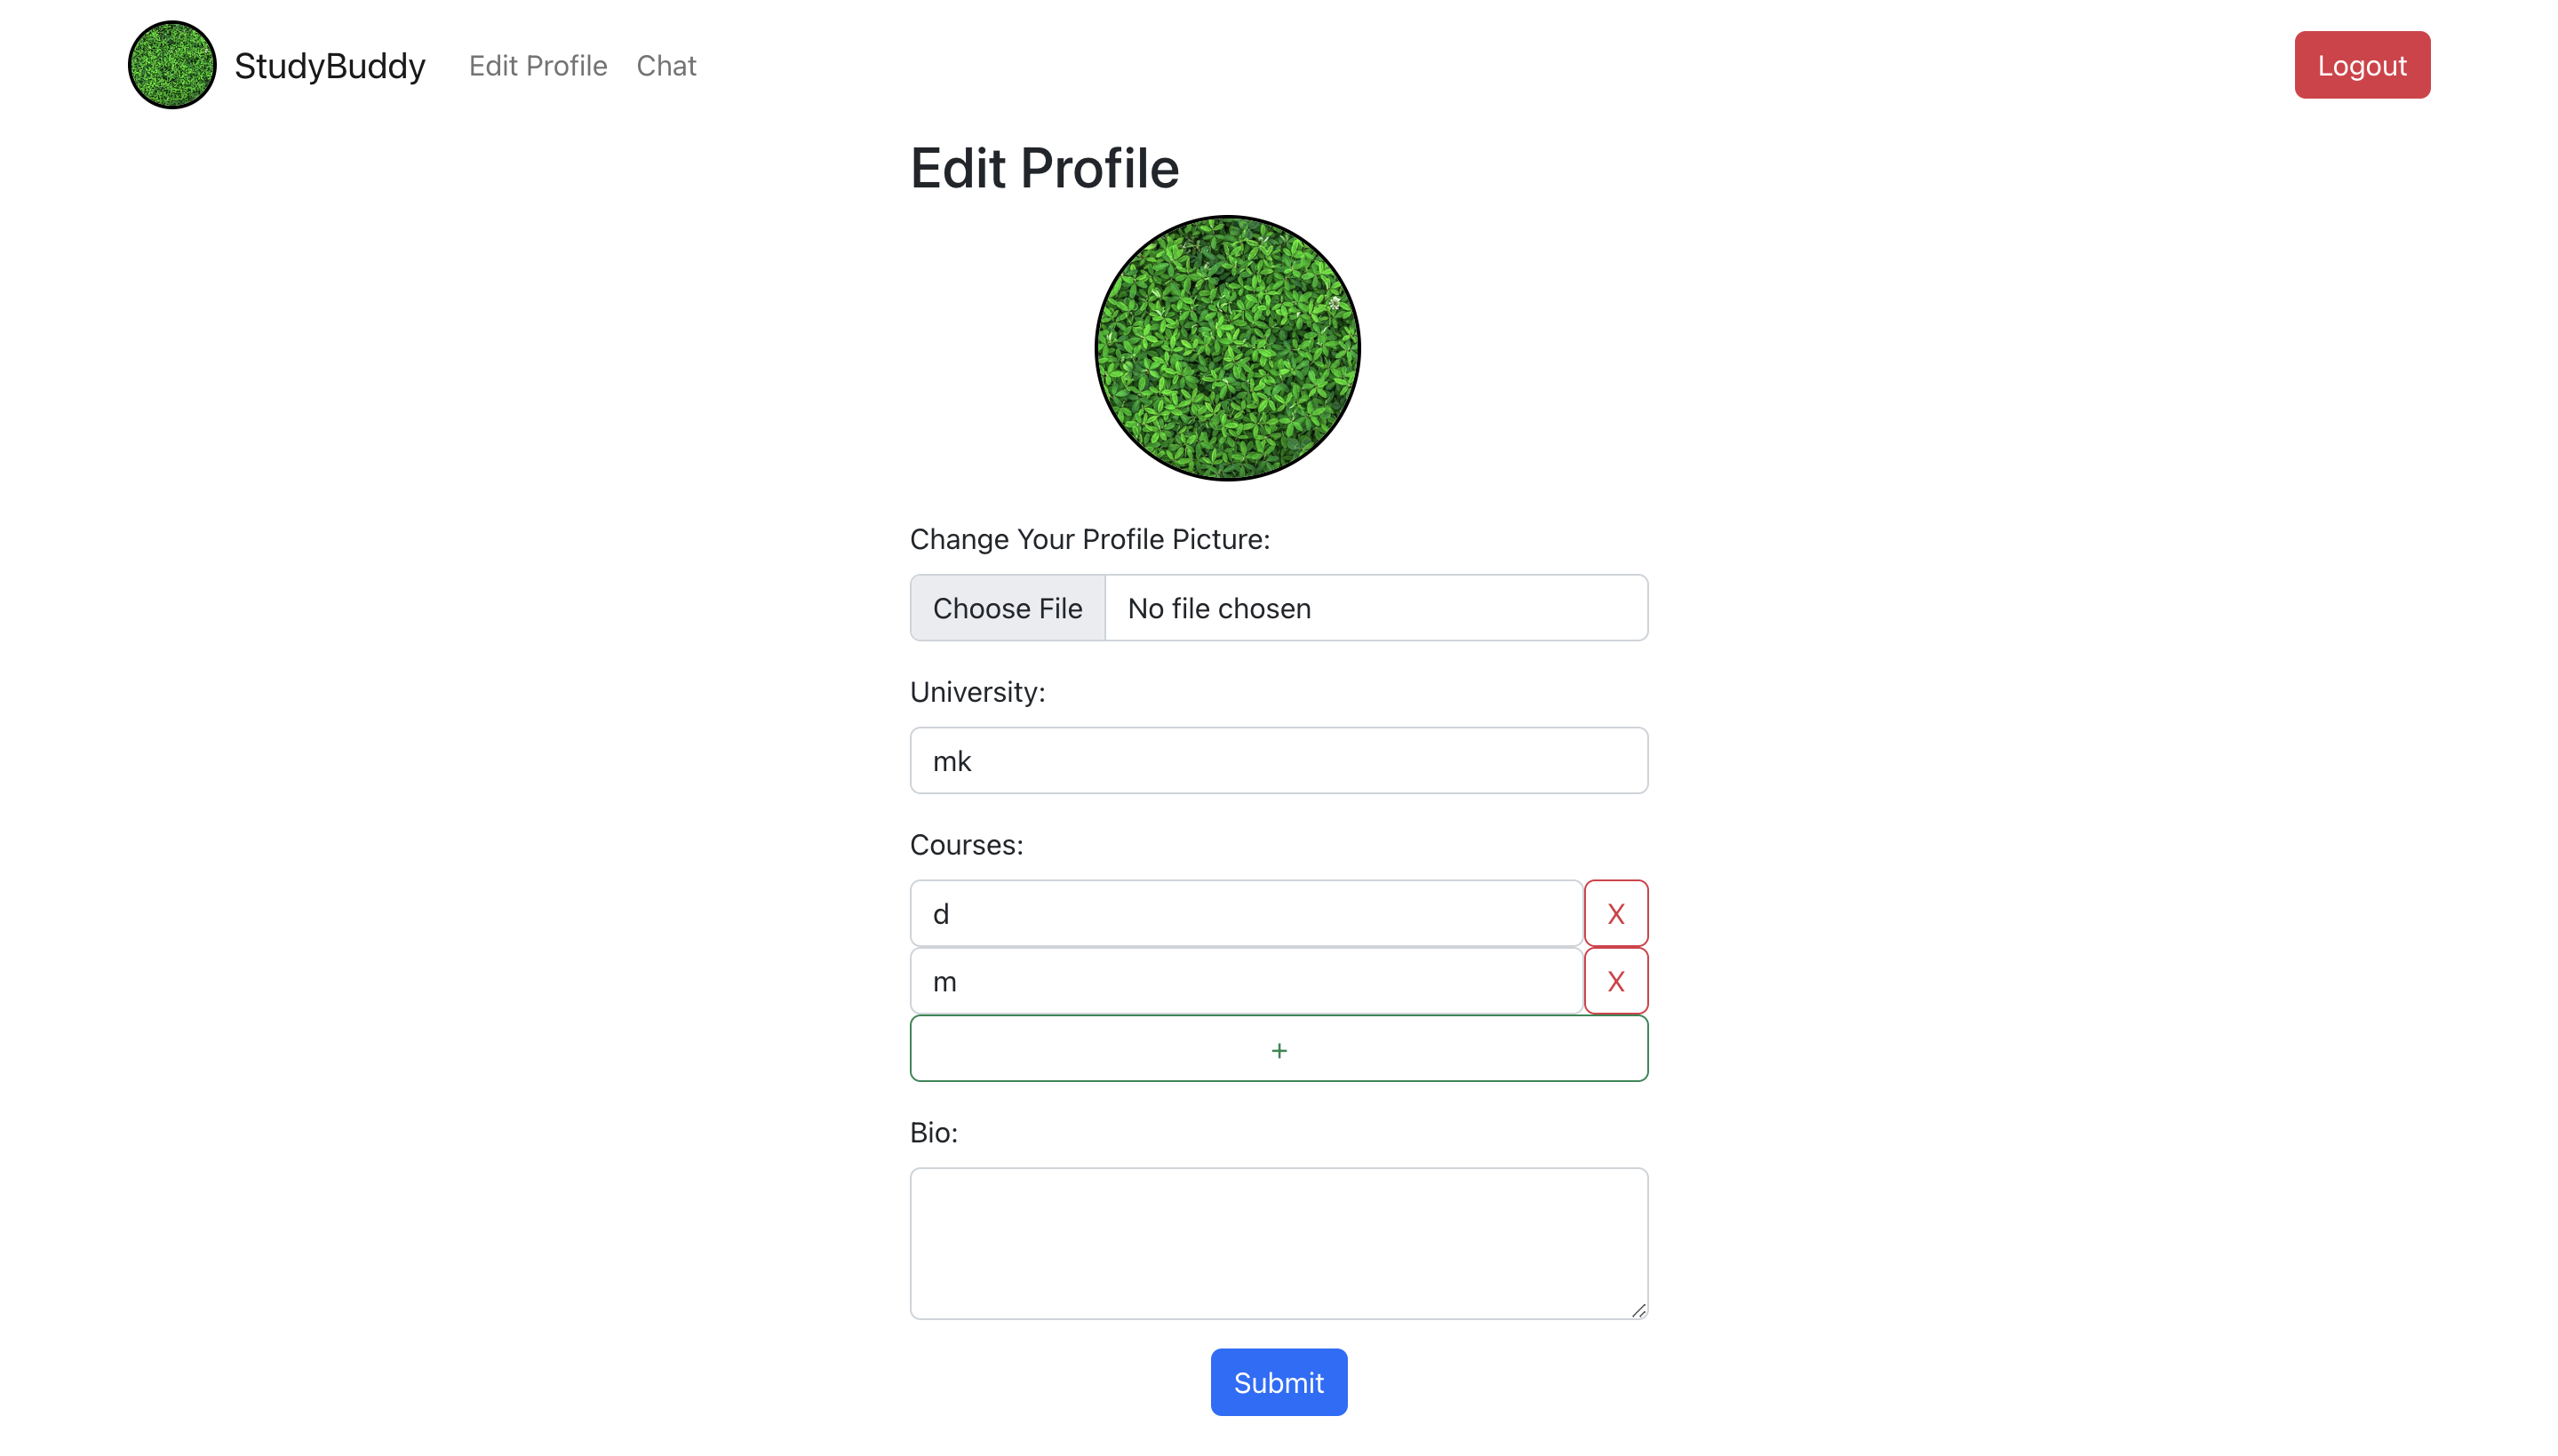 StudyBuddy Edit Profile Chat Logout
Edit Profile
Change Your Profile Picture:
Choose File No file chosen
University:
mk
Courses:
d X
m X
+
Bio:
Submit